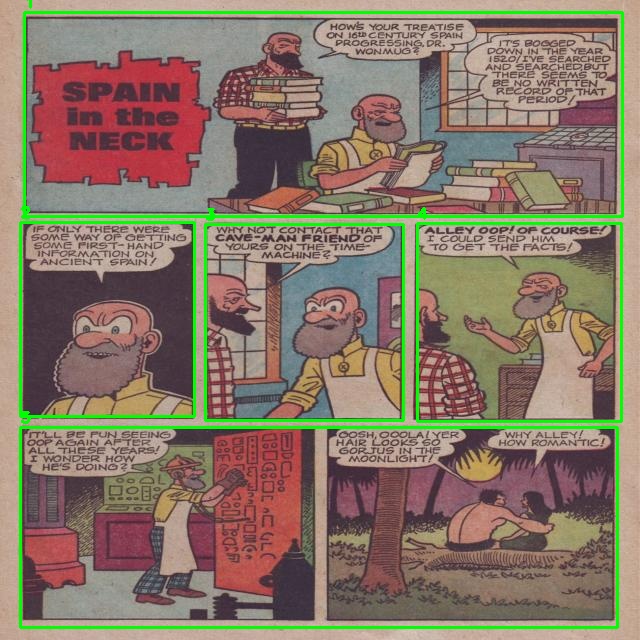 SPAIN
in the
NECK
HOW'S YOUR TREATISE
ON 16TH CENTURY SPAIN
PROGRESSING, DR.
WONMUG?
IT'S BOGGED
DOWN IN THE YEAR
1520! I'VE SEARCHED
AND SEARCHED, BUT
THERE SEEMS TO
BE NO WRITTEN
RECORD OF THAT
PERIOD!
IF ONLY THERE WERE
SOME WAY OF GETTING
SOME FIRST-HAND
INFORMATION ON
ANCIENT SPAIN!
WHY NOT CONTACT THAT
CAVE-MAN FRIEND OF
YOURS ON THE TIME-
MACHINE?
ALLEY OOP! OF COURSE!
I COULD SEND HIM
TO GET THE FACTS!
IT'LL BE FUN SEEING
OOP AGAIN AFTER
ALL THESE YEARS!
I WONDER HOW
HE'S DOING?
GOSH, OOOLA! YER
HAIR LOOKS SO
GORJUS IN THE
MOONLIGHT!
WHY ALLEY!
HOW ROMANTIC!